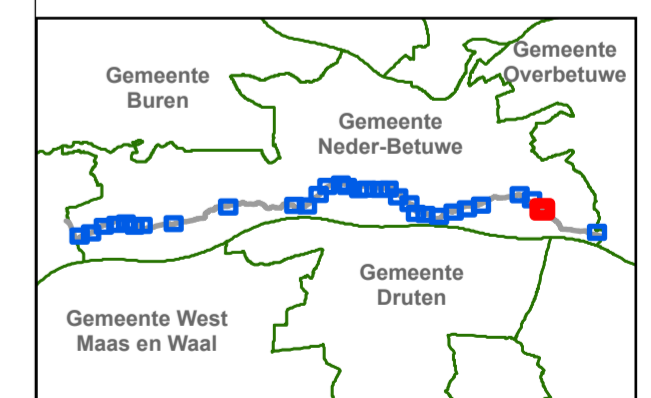 Gemeente
Overbetuwe
Gemeente
Buren
Gemeente
Neder-Betuwe
Gemeente
Druten
Gemeente West
Maas en Waal